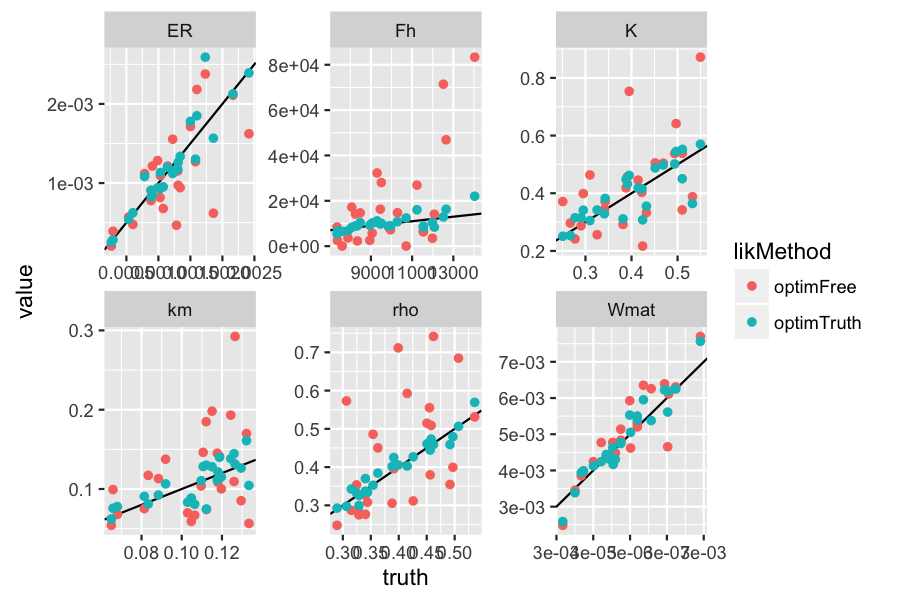 ER
Fh
K
2e-03
1e-03
8e+04
6e+04
4e+04
2e+04
0e+00
0.8
0.6
0.4
0.2
9000 11000 13000
0.3 0.4 0.5
value
km
rho
Wmat
0.3
0.2
0.1
0.7
0.6
0.5
0.4
0.3
7e-03
6e-03
5e-03
4e-03
3e-03
0.08 0.10 0.12
0.30 0.35 0.40 0.45 0.50
truth
likMethod
optimFree
optimTruth